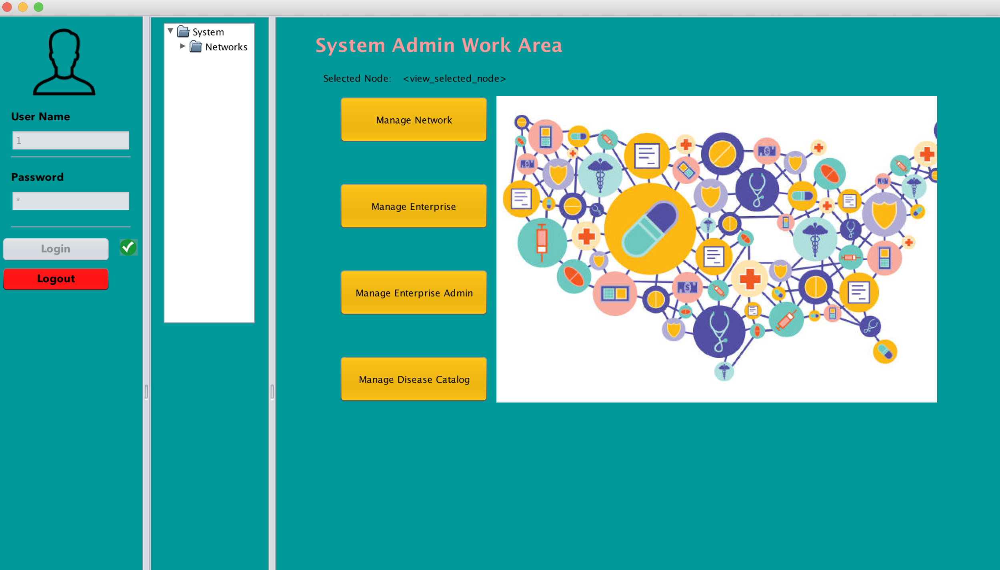 User Name
1
Password
*
Login
Logout
System
Networks
System Admin Work Area
Selected Node: <view_selected_node>
Manage Network
Manage Enterprise
Manage Enterprise Admin
Manage Disease Catalog